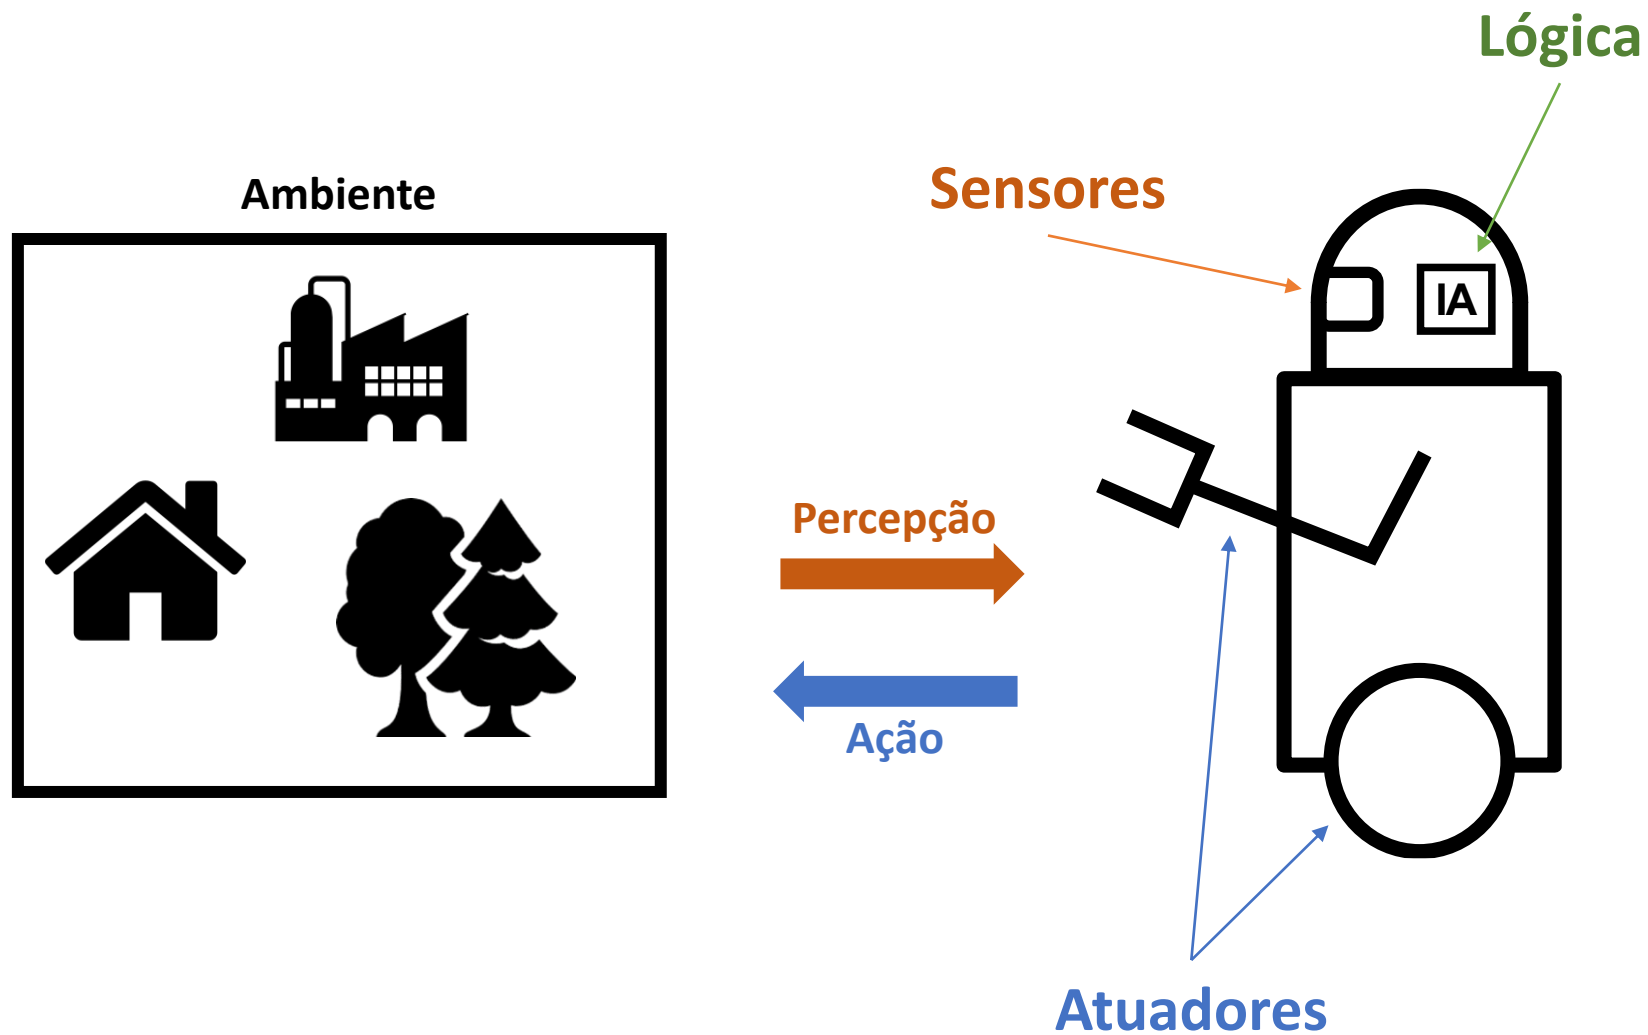 Lógica
Sensores
Ambiente
IA
Percepção
Ação
Atuadores